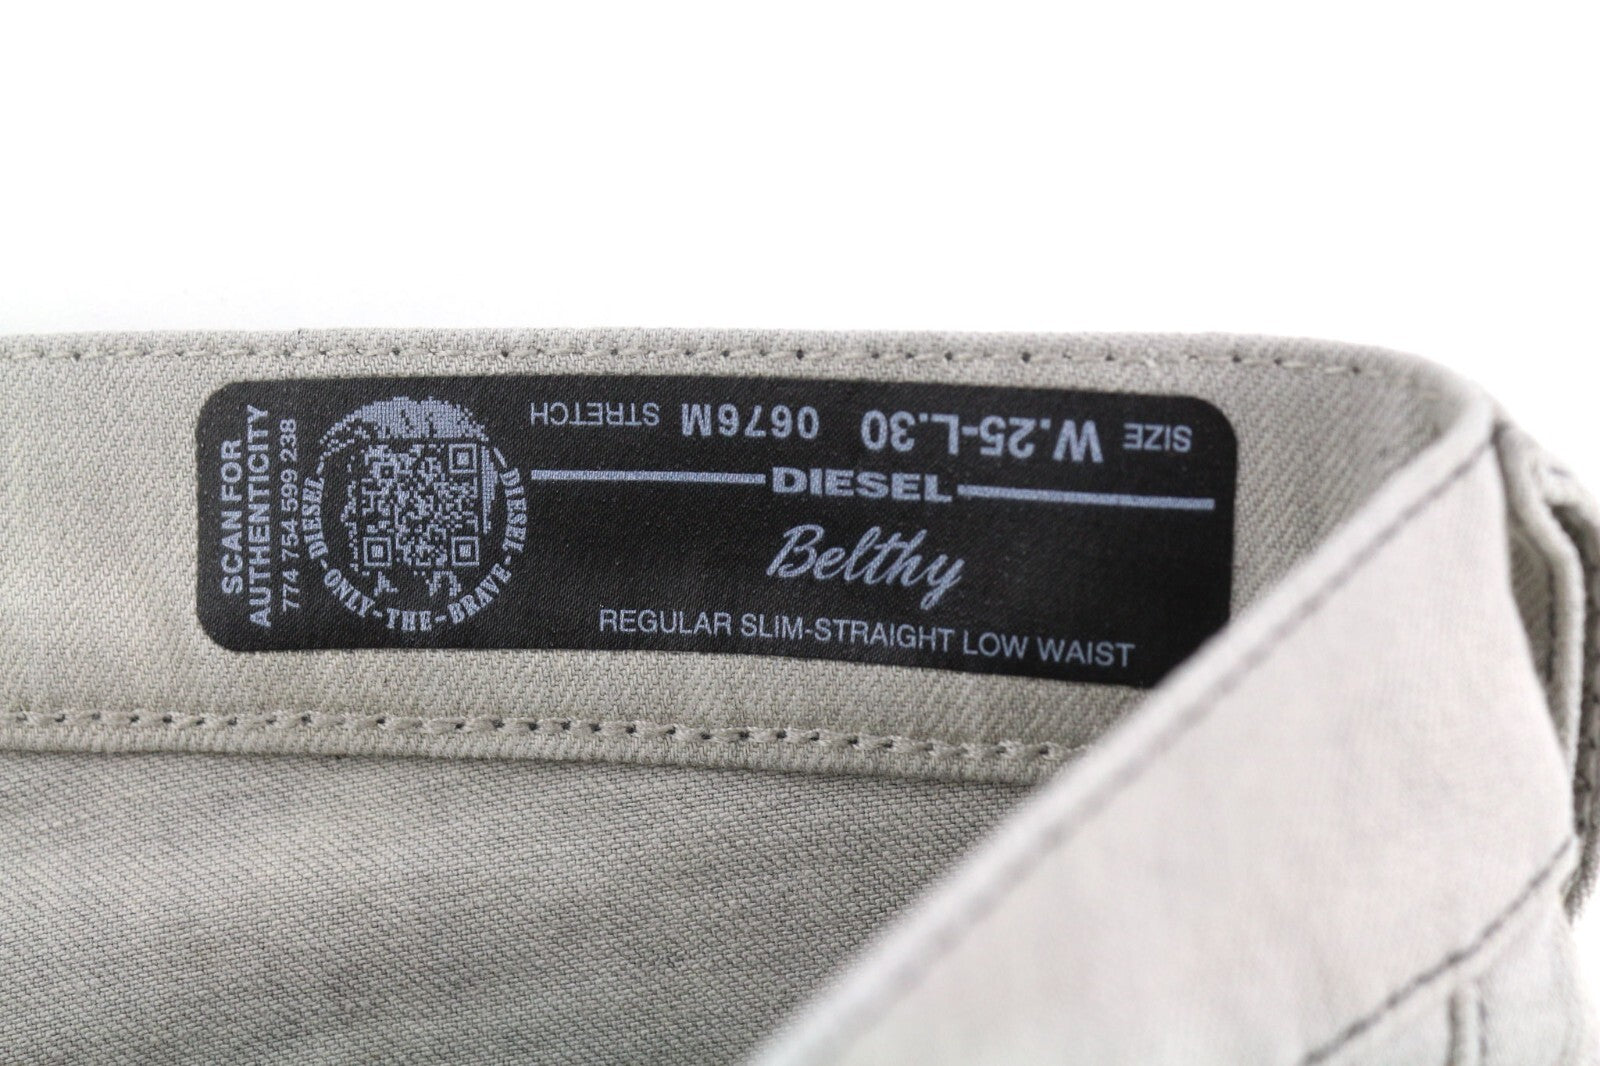 SCAN FOR
AUTHENTICITY
774 754 599 238
DIESEL-ONLY-THE-BRAVE-DIESEL
SIZE W.25-L.30 0676M STRETCH
DIESEL
Belthy
REGULAR SLIM-STRAIGHT LOW WAIST